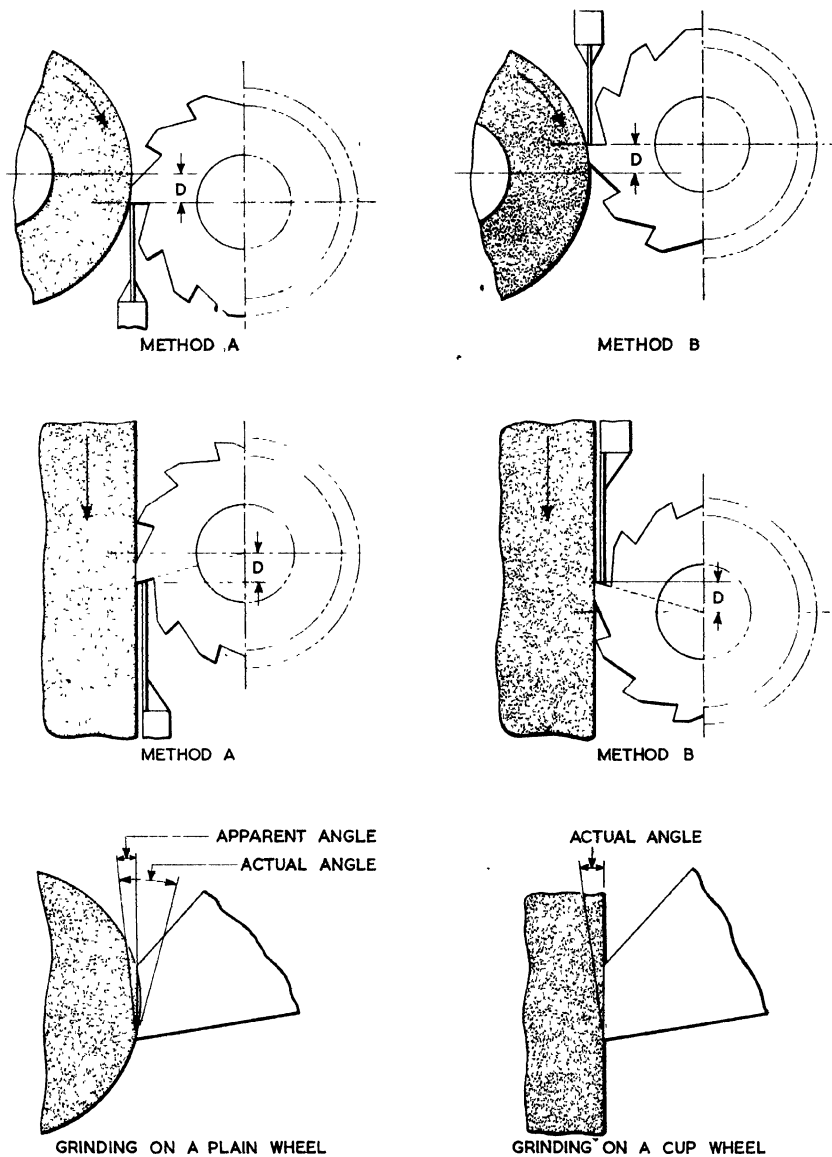 D
D
METHOD A
METHOD B
D
D
METHOD A
METHOD B
APPARENT ANGLE
ACTUAL ANGLE
ACTUAL ANGLE
GRINDING ON A PLAIN WHEEL
GRINDING ON A CUP WHEEL